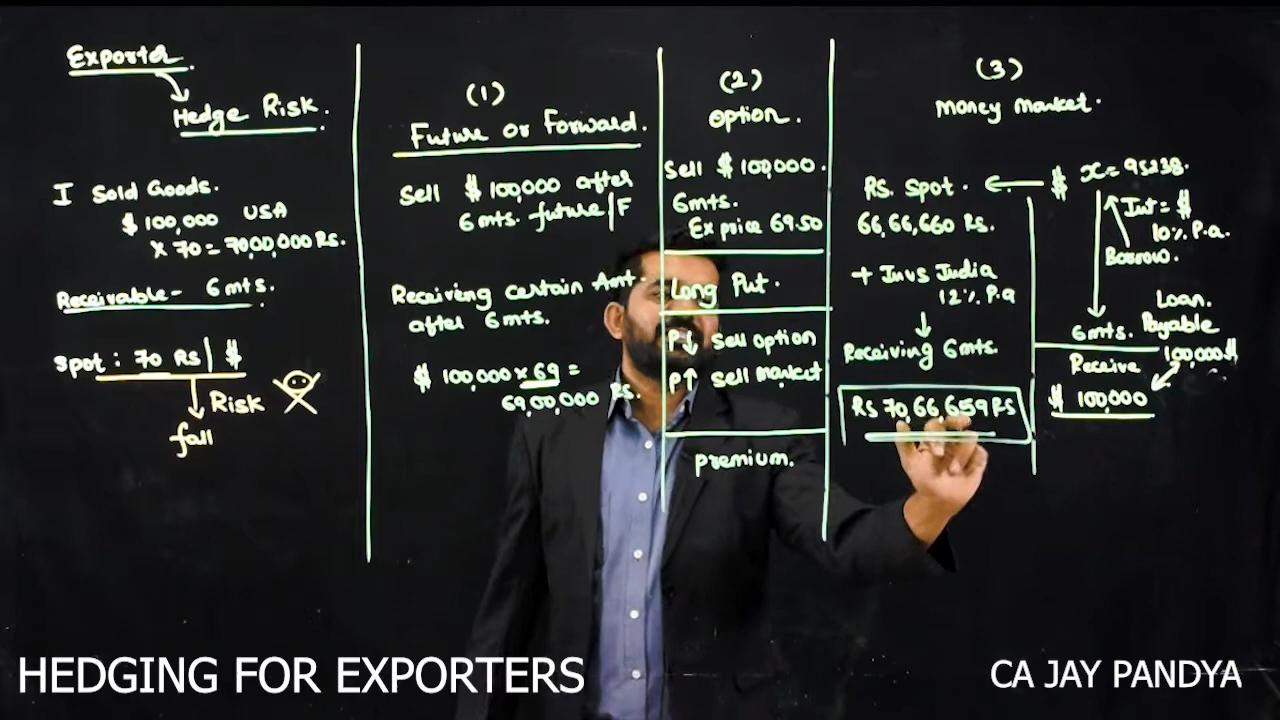 Exporter.
Hedge Risk.
I Sold Goods.
$ 100,000 USA
x 70 = 7000,000 Rs.
Receivable - 6 mts.
Spot: 70 Rs | $
Risk
fall
(1)
Future or Forward.
Sell $ 100,000 after
6 mts. future/F
Receiving certain Amt.
after 6 mts.
$ 100,000 x 69 =
69,00,000 Rs.
(2)
Option.
Sell $ 100,000.
6mts.
Ex price 69.50
Long Put.
P↓ Sell Option
P↑ Sell Market
Premium.
(3)
Money Market.
RS. Spot. ← $ x = 95238.
66,66,660 Rs.
Int = $
10% P.a.
Borrow.
+ Invs India
12% P.a
Receiving 6mts.
Rs 70,66,659 Rs
Loan.
6mts. Payable
100,000 $
Receive
$ 100,000
HEDGING FOR EXPORTERS
CA JAY PANDYA